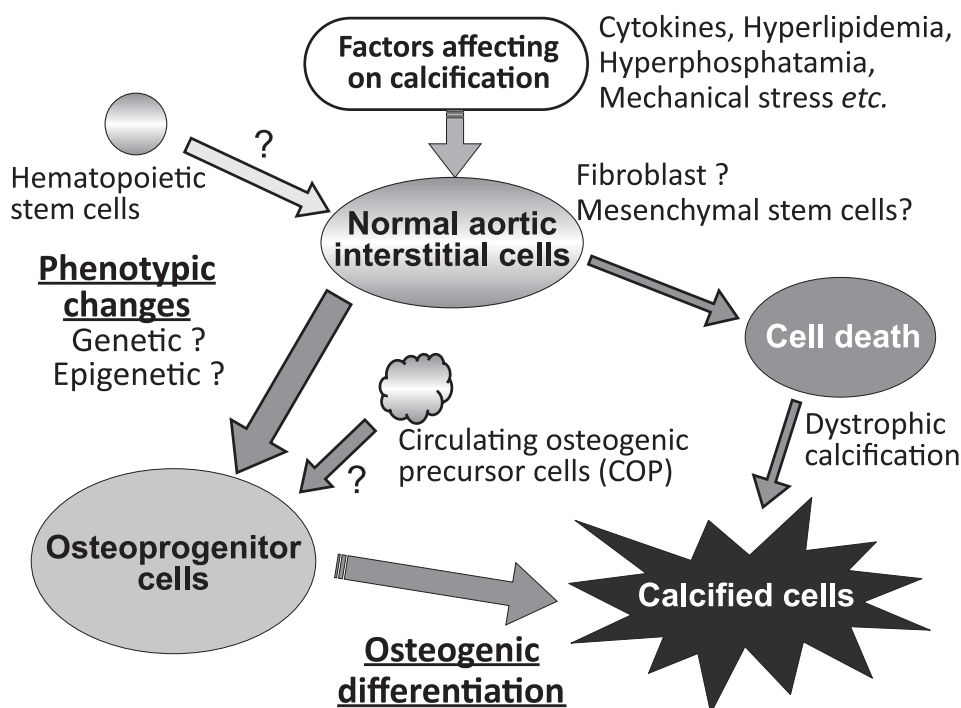 Factors affecting
on calcification
Cytokines, Hyperlipidemia,
Hyperphosphatamia,
Mechanical stress etc.
?
Hematopoietic
stem cells
Fibroblast ?
Mesenchymal stem cells?
Normal aortic
interstitial cells
Phenotypic
changes
Genetic ?
Epigenetic ?
Cell death
Circulating osteogenic
precursor cells (COP)
?
Dystrophic
calcification
Osteoprogenitor
cells
Calcified cells
Osteogenic
differentiation